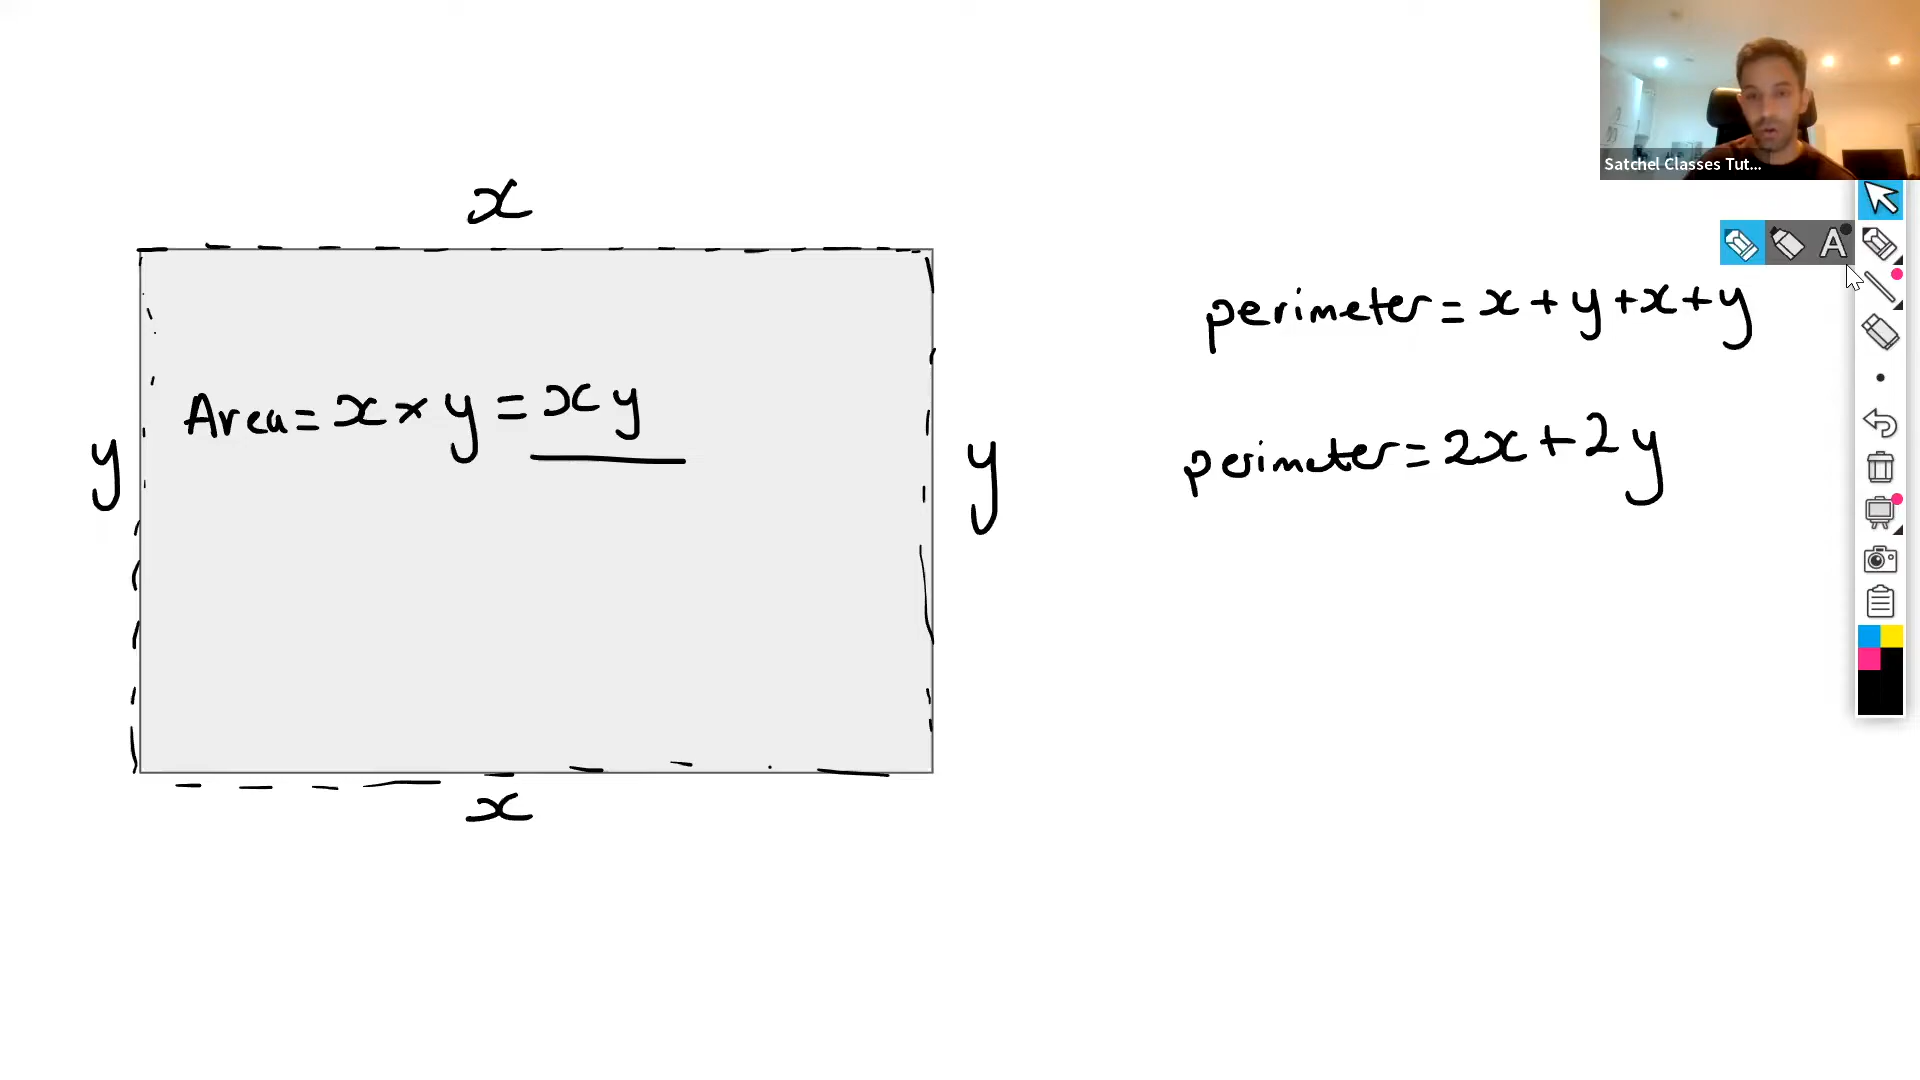 Satchel Classes Tut...
x
A
perimeter = x + y + x + y
Area = x × y = xy
y
y
perimeter = 2x + 2y
x